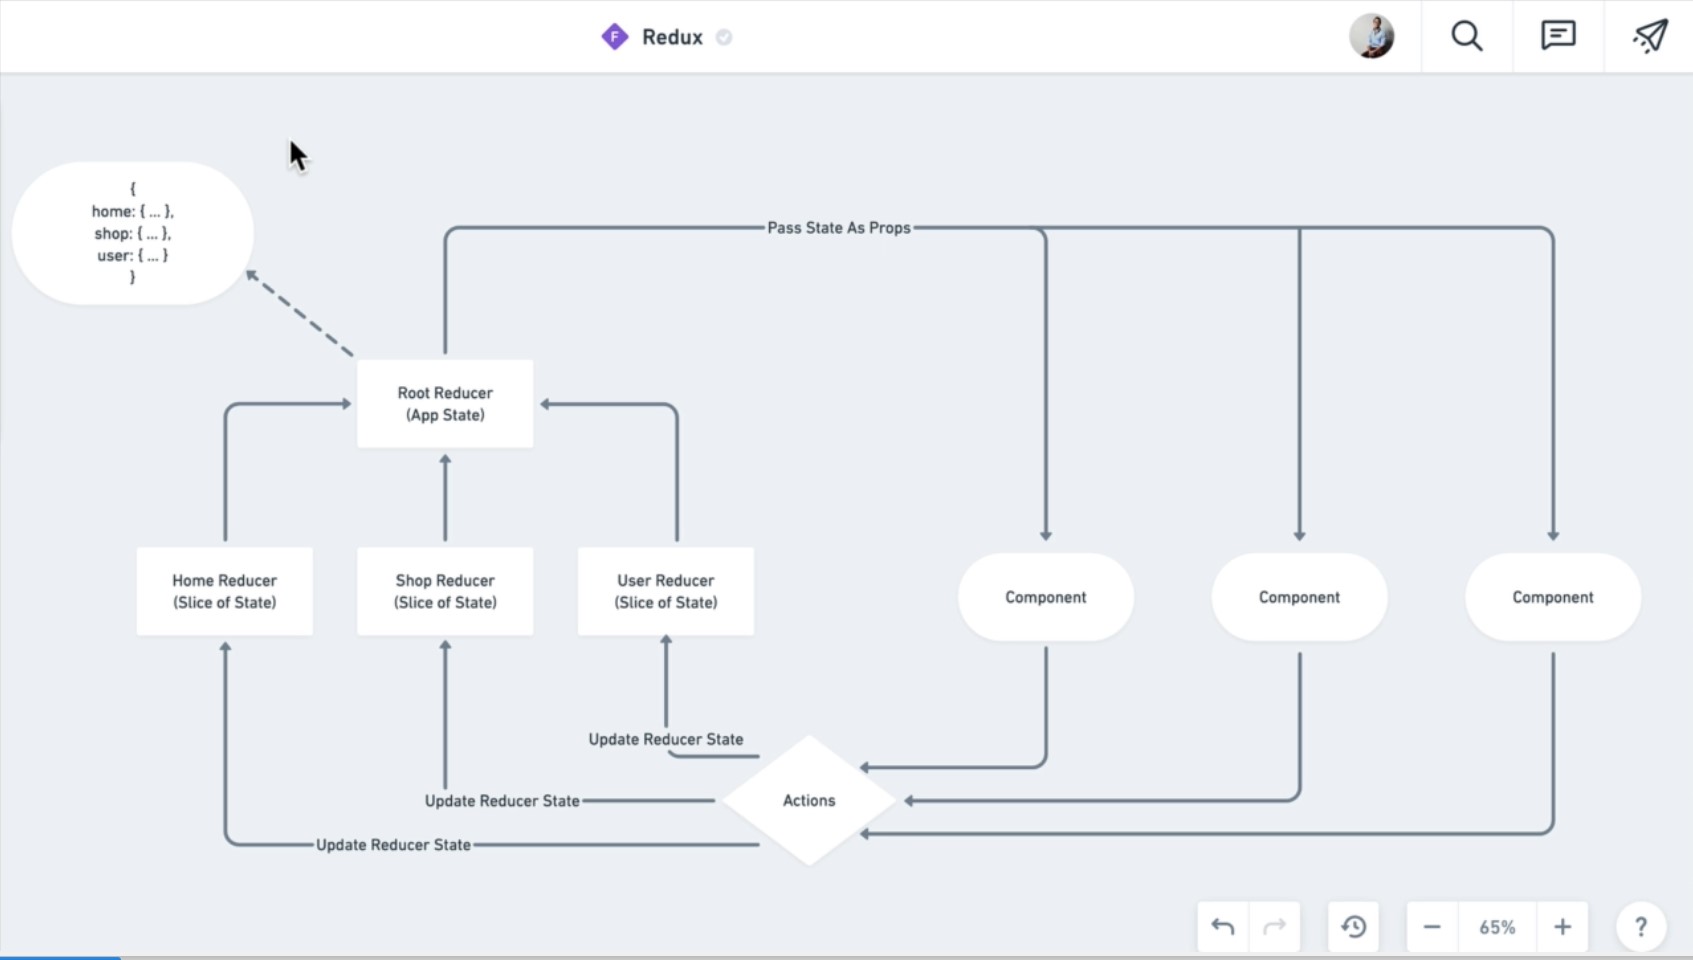 F Redux
{
home: { ... },
shop: { ... },
user: { ... }
}
Pass State As Props
Root Reducer
(App State)
Home Reducer
(Slice of State)
Shop Reducer
(Slice of State)
User Reducer
(Slice of State)
Component
Component
Component
Update Reducer State
Update Reducer State
Actions
Update Reducer State
65%
?